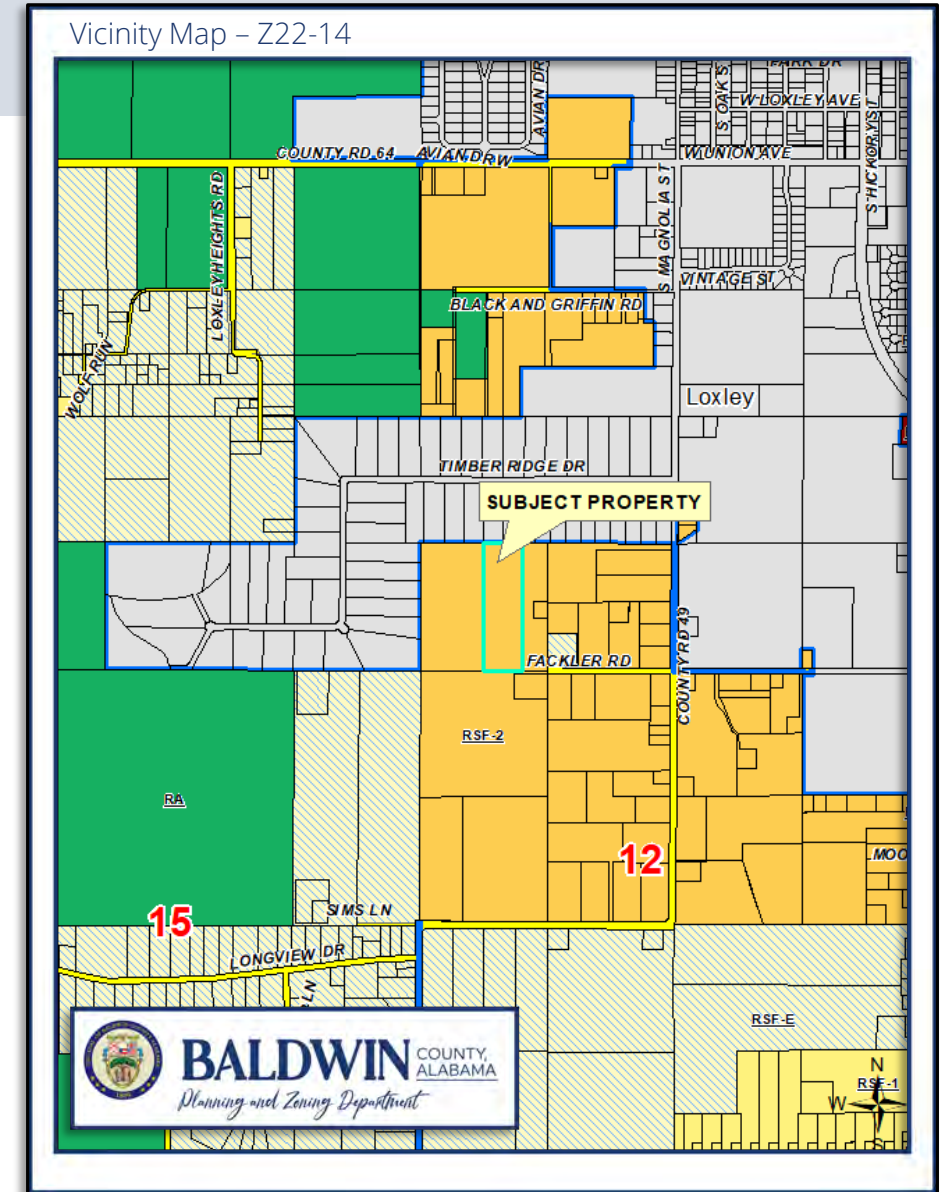 Vicinity Map – Z22-14
PARK DR
S OAK S
W LOXLEY AVE
AVIAN DR
COUNTY RD 64
AVIAN DR W
W UNION AVE
S HICKORY ST
LOXLEY HEIGHTS RD
S MAGNOLIA ST
VINTAGE ST
BLACK AND GRIFFIN RD
WOLF RUN
Loxley
TIMBER RIDGE DR
SUBJECT PROPERTY
COUNTY RD 49
FACKLER RD
RSF-2
RA
12
MOO
15
SIMS LN
LONGVIEW DR
LN
RSF-E
BALDWIN COUNTY, ALABAMA
Planning and Zoning Department
N
RSF-1
W
S